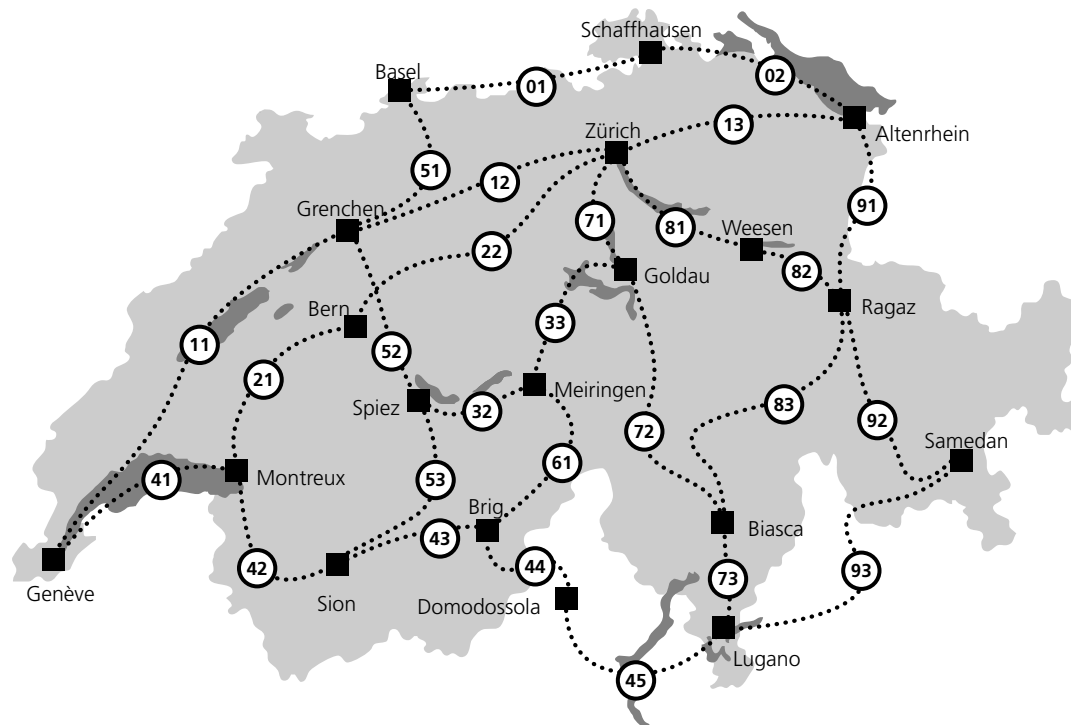 Schaffhausen
Basel
02
01
Altenrhein
13
Zürich
51
12
91
Grenchen
71
81
Weesen
22
82
Goldau
Ragaz
Bern
33
11
52
21
Meiringen
Spiez
32
83
92
72
Samedan
61
Montreux
41
53
Brig
Biasca
43
42
44
73
93
Genève
Sion
Domodossola
Lugano
45